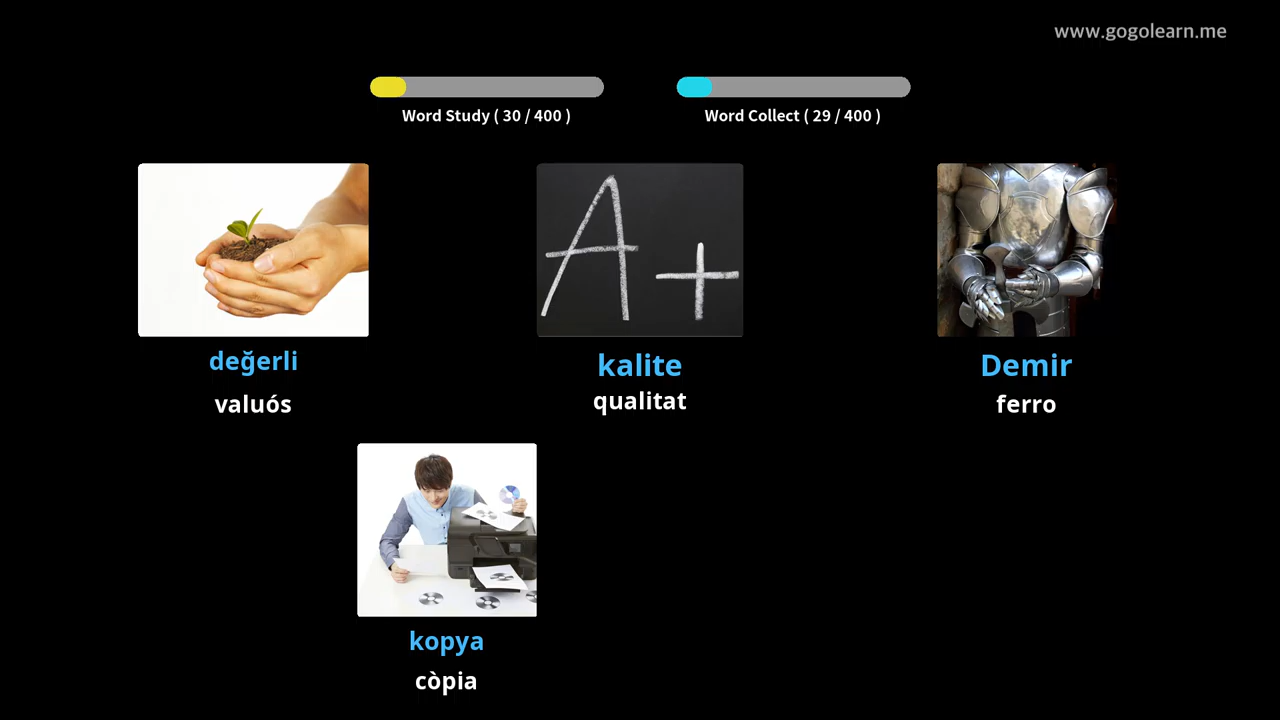 www.gogolearn.me
Word Study ( 30 / 400 )
Word Collect ( 29 / 400 )
A+
değerli
valuós
kalite
qualitat
Demir
ferro
kopya
còpia